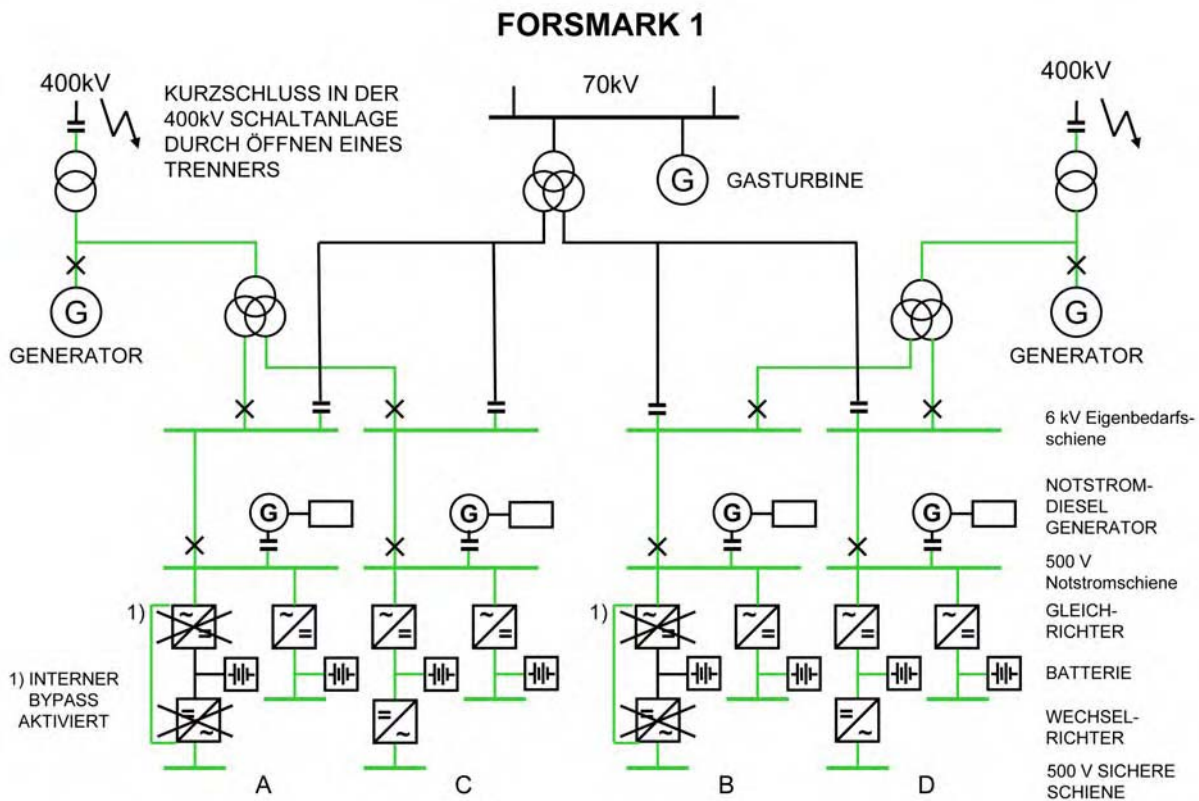 FORSMARK 1
400kV
KURZSCHLUSS IN DER
400kV SCHALTANLAGE
DURCH ÖFFNEN EINES
TRENNERS
70kV
400kV
G
GASTURBINE
G
GENERATOR
G
GENERATOR
6 kV Eigenbedarfs-
schiene
G
G
G
G
NOTSTROM-
DIESEL
GENERATOR
500 V
Notstromschiene
1)
1)
GLEICH-
RICHTER
1) INTERNER
BYPASS
AKTIVIERT
BATTERIE
WECHSEL-
RICHTER
A
C
B
D
500 V SICHERE
SCHIENE